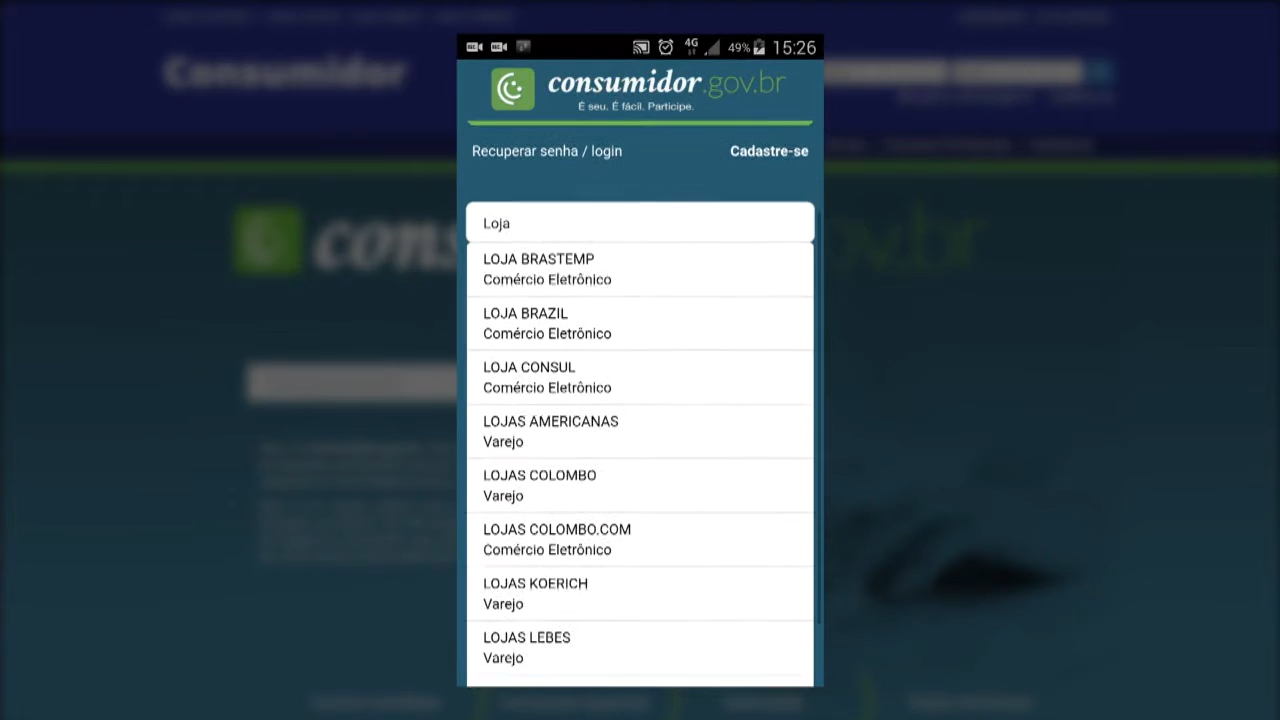 Consumidor
4G
49%
15:26
consumidor.gov.br
É seu. É fácil. Participe.
Recuperar senha / login
Cadastre-se
Loja
LOJA BRASTEMP
Comércio Eletrônico
LOJA BRAZIL
Comércio Eletrônico
LOJA CONSUL
Comércio Eletrônico
LOJAS AMERICANAS
Varejo
LOJAS COLOMBO
Varejo
LOJAS COLOMBO.COM
Comércio Eletrônico
LOJAS KOERICH
Varejo
LOJAS LEBES
Varejo